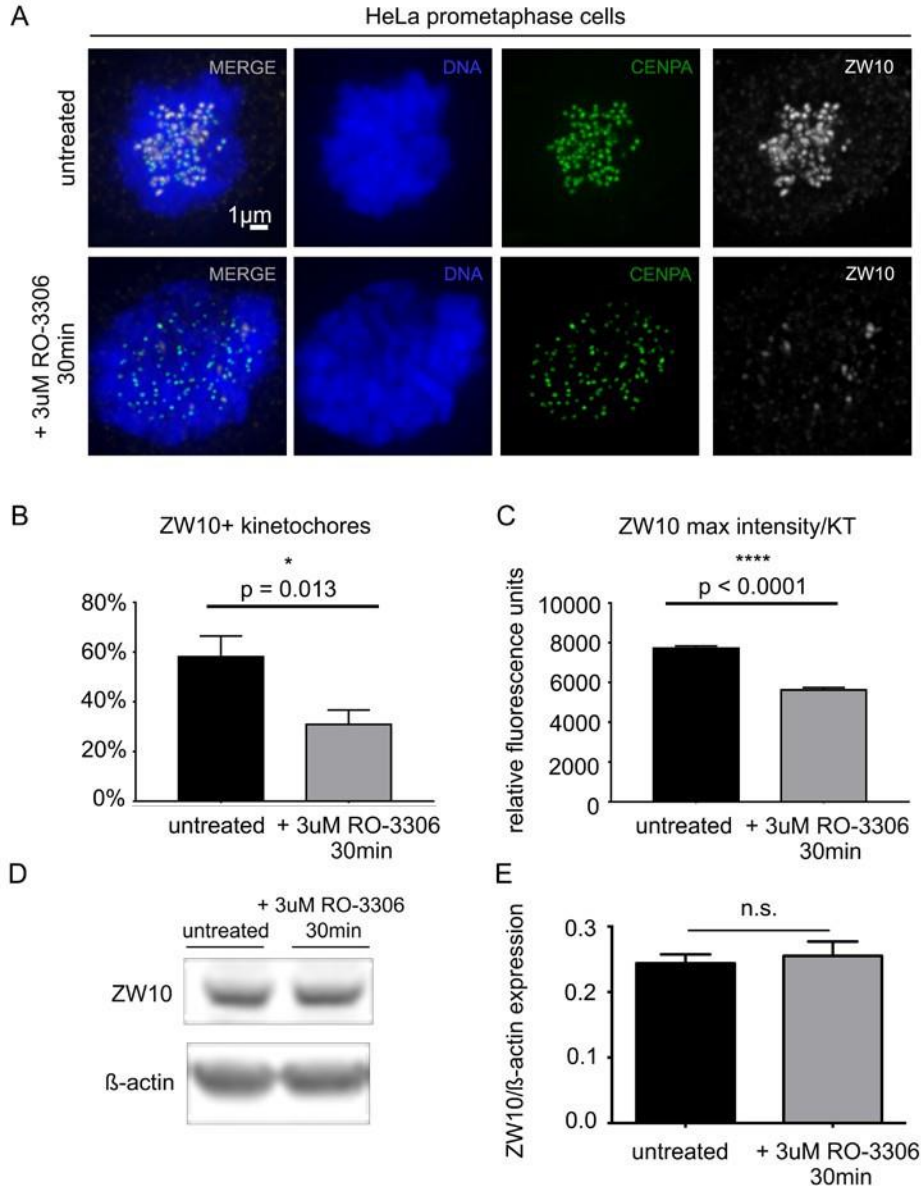 A
HeLa prometaphase cells
untreated
MERGE
DNA
CENPA
ZW10
1µm
+ 3uM RO-3306
30min
MERGE
DNA
CENPA
ZW10
B
ZW10+ kinetochores
*
p = 0.013
80%
60%
40%
20%
0%
untreated
+ 3uM RO-3306
30min
C
ZW10 max intensity/KT
****
p < 0.0001
relative fluorescence units
10000
8000
6000
4000
2000
0
untreated
+ 3uM RO-3306
30min
D
untreated
+ 3uM RO-3306
30min
ZW10
ß-actin
E
n.s.
ZW10/ß-actin expression
0.3
0.2
0.1
0.0
untreated
+ 3uM RO-3306
30min